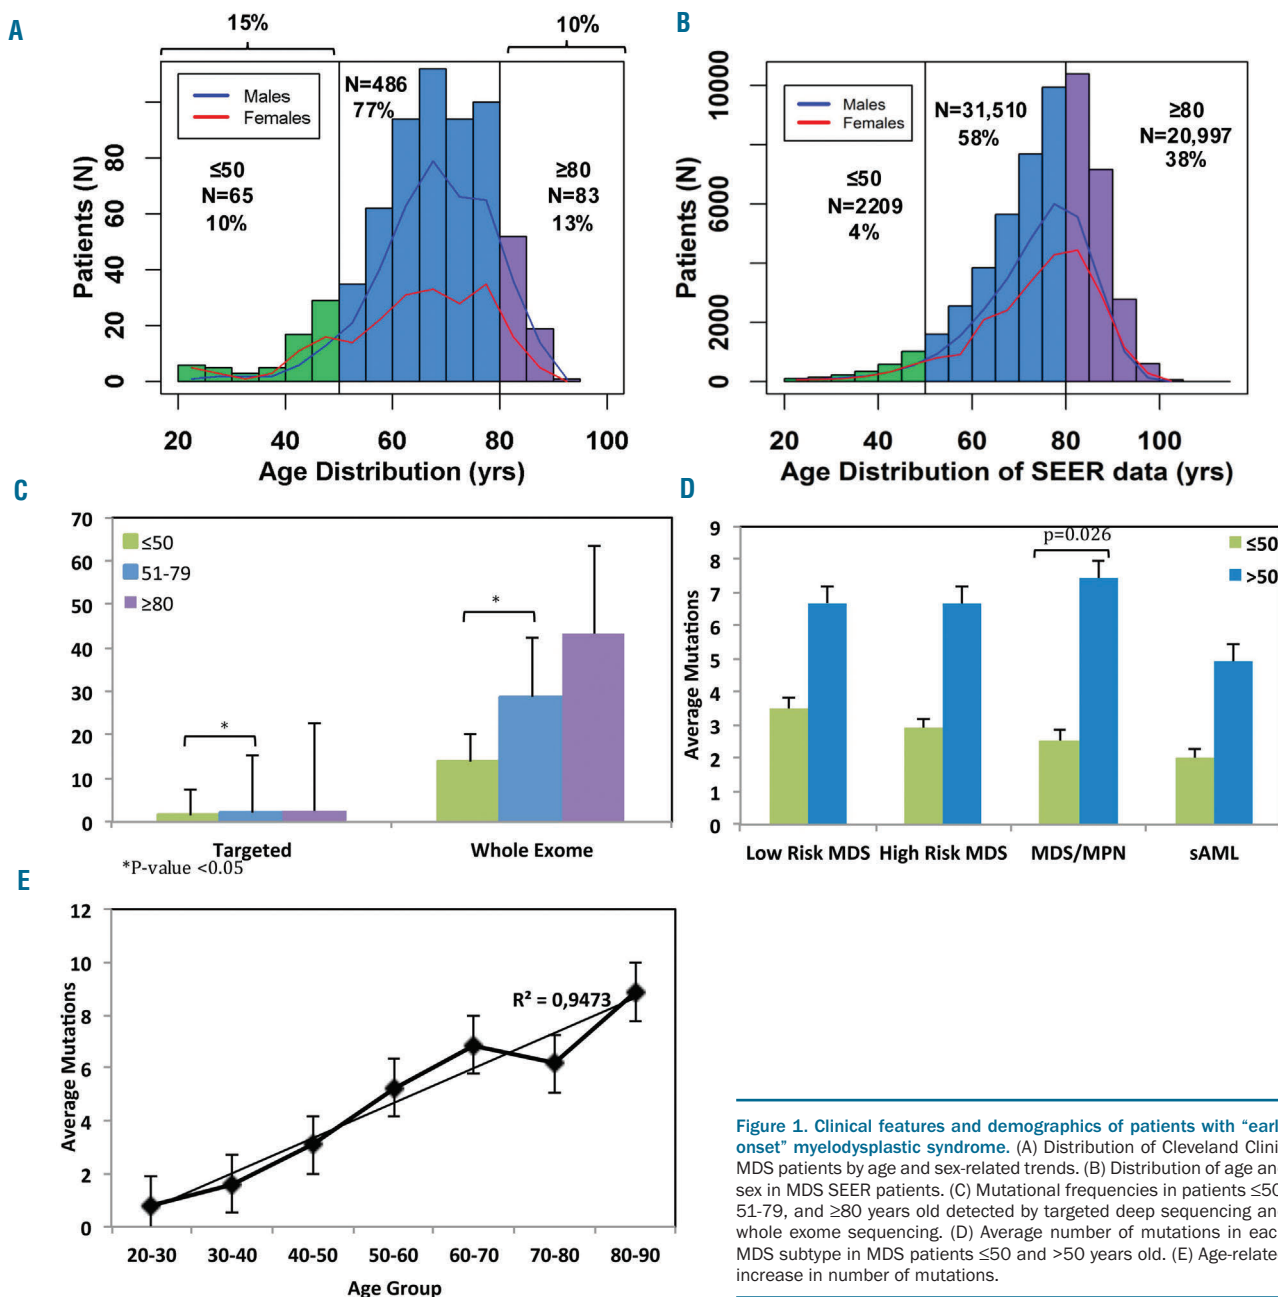 A
15%
10%
Males
Females
N=486
77%
≤50
N=65
10%
≥80
N=83
13%
Patients (N)
0
20
40
60
80
20
40
60
80
100
Age Distribution (yrs)
B
Males
Females
N=31,510
58%
≥80
N=20,997
38%
≤50
N=2209
4%
Patients (N)
0
2000
6000
10000
20
40
60
80
100
Age Distribution of SEER data (yrs)
C
70
60
50
40
30
20
10
0
≤50
51-79
≥80
*
*
Targeted
Whole Exome
*P-value <0.05
D
Average Mutations
9
8
7
6
5
4
3
2
1
0
p=0.026
≤50
>50
Low Risk MDS
High Risk MDS
MDS/MPN
sAML
E
Average Mutations
12
10
8
6
4
2
0
R² = 0,9473
20-30
30-40
40-50
50-60
60-70
70-80
80-90
Age Group
Figure 1. Clinical features and demographics of patients with “earl
onset” myelodysplastic syndrome. (A) Distribution of Cleveland Clini
MDS patients by age and sex-related trends. (B) Distribution of age an
sex in MDS SEER patients. (C) Mutational frequencies in patients ≤50
51-79, and ≥80 years old detected by targeted deep sequencing an
whole exome sequencing. (D) Average number of mutations in eac
MDS subtype in MDS patients ≤50 and >50 years old. (E) Age-relate
increase in number of mutations.